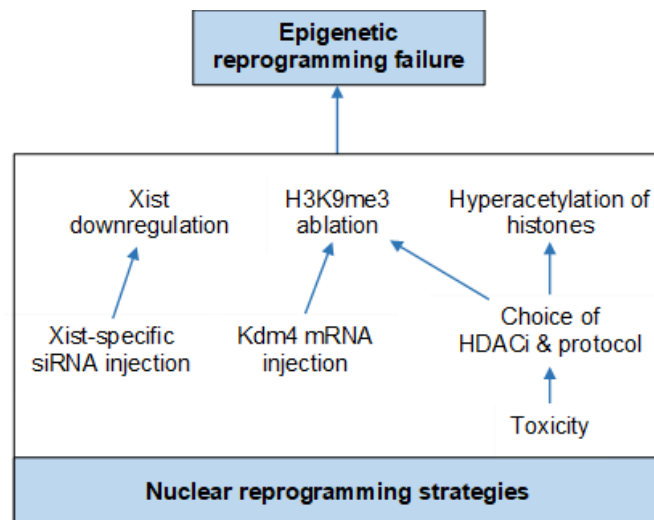 Epigenetic
reprogramming failure
Xist
downregulation
H3K9me3
ablation
Hyperacetylation of
histones
Xist-specific
siRNA injection
Kdm4 mRNA
injection
Choice of
HDACi & protocol
Toxicity
Nuclear reprogramming strategies